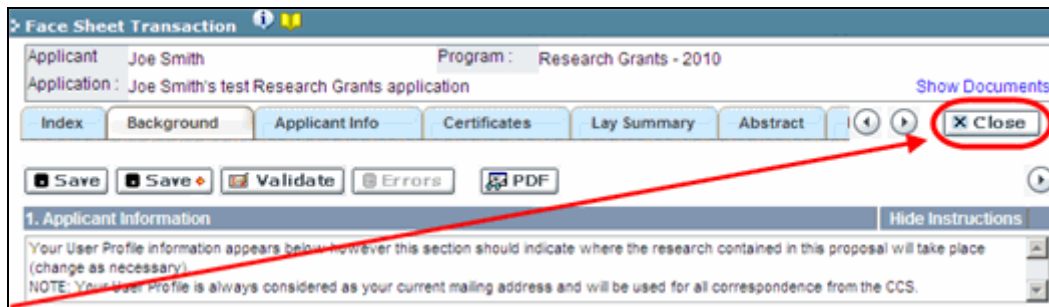 Face Sheet Transaction
Applicant Joe Smith Program : Research Grants - 2010
Application : Joe Smith's test Research Grants application Show Documents
Index Background Applicant Info Certificates Lay Summary Abstract Close
Save Save Validate Errors PDF
1. Applicant Information Hide Instructions
Your User Profile information appears below however this section should indicate where the research contained in this proposal will take place
(change as necessary).
NOTE: Your User Profile is always considered as your current mailing address and will be used for all correspondence from the CCS.